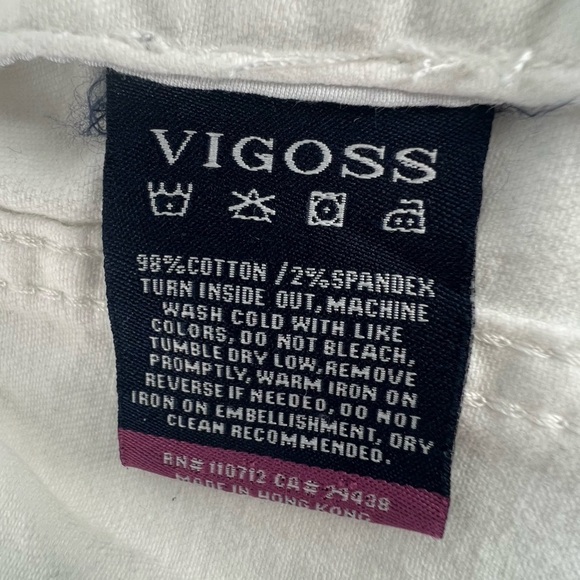 VIGOSS
98%COTTON /2%SPANDEX
TURN INSIDE OUT, MACHINE
WASH COLD WITH LIKE
COLORS, DO NOT BLEACH,
TUMBLE DRY LOW, REMOVE
PROMPTLY, WARM IRON ON
REVERSE IF NEEDED, DO NOT
IRON ON EMBELLISHMENT, DRY
CLEAN RECOMMENDED.
RN# 110712 CA# 29438
MADE IN HONG KONG